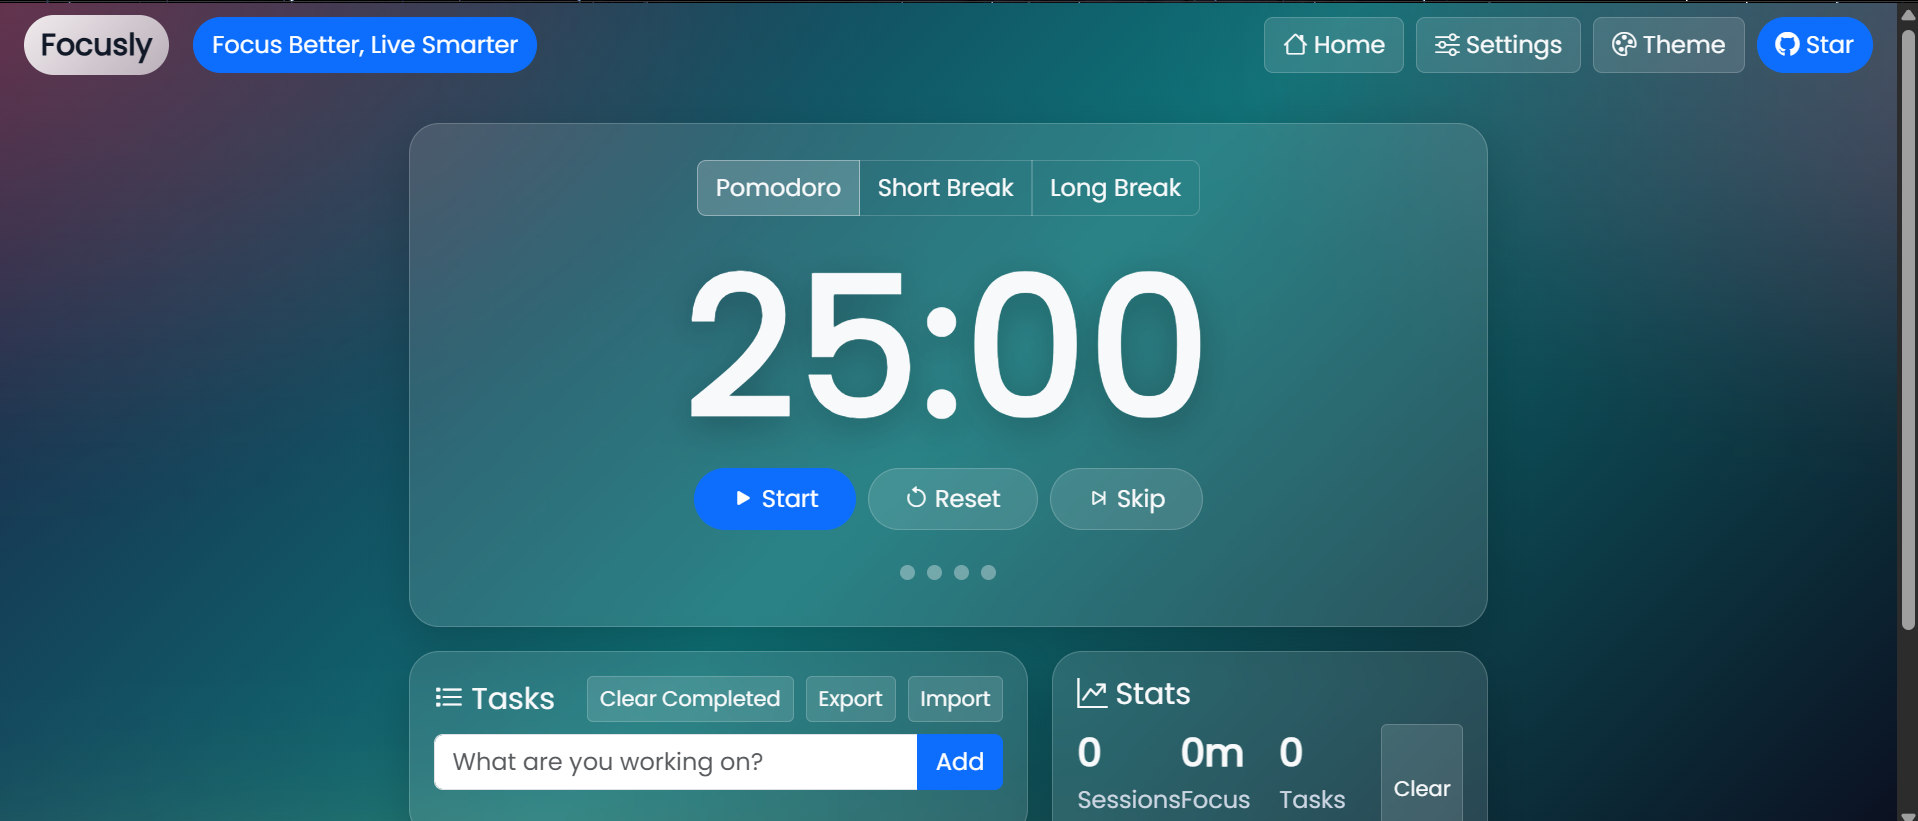 Focusly
Focus Better, Live Smarter
Home
Settings
Theme
Star
Pomodoro
Short Break
Long Break
25:00
Start
Reset
Skip
Tasks
Clear Completed
Export
Import
What are you working on?
Add
Stats
0
0m
0
Sessions
Focus
Tasks
Clear